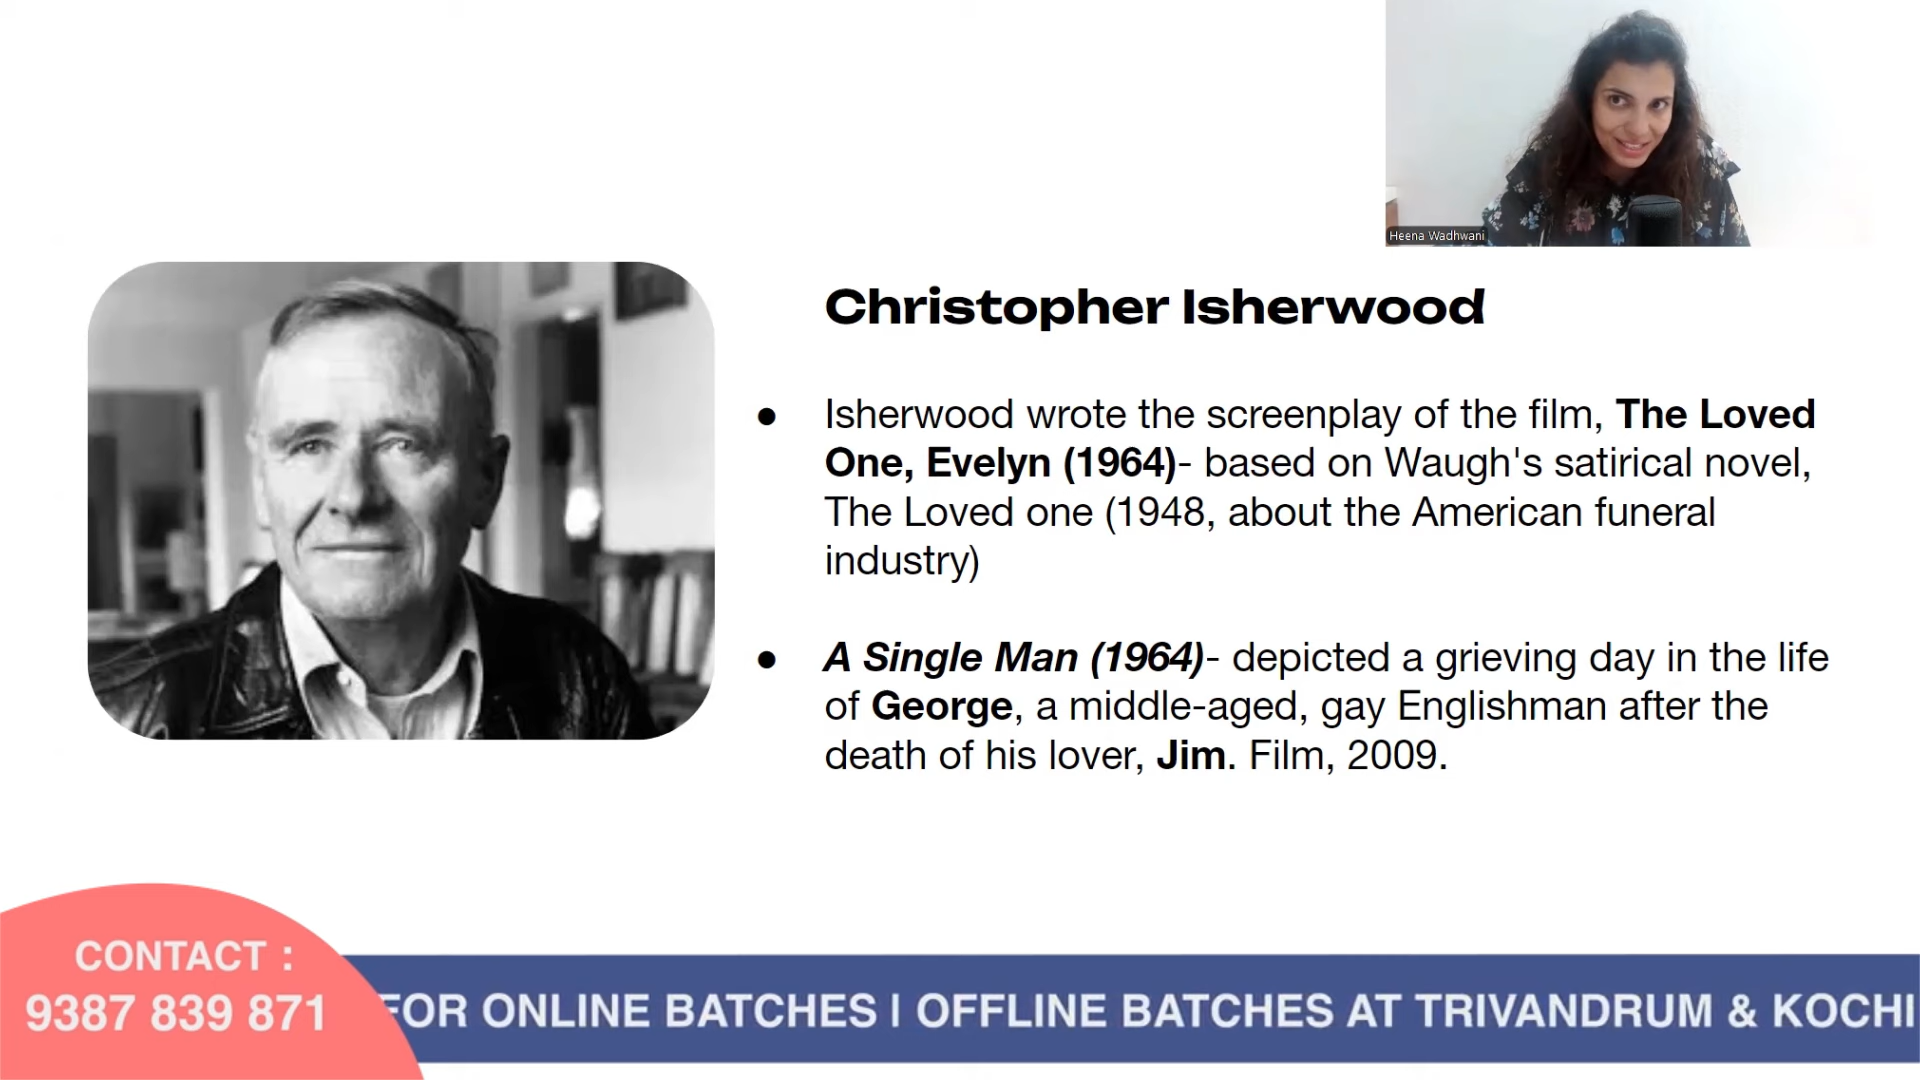 Heena Wadhwani
Christopher Isherwood
● Isherwood wrote the screenplay of the film, The Loved
One, Evelyn (1964)- based on Waugh's satirical novel,
The Loved one (1948, about the American funeral
industry)
● A Single Man (1964)- depicted a grieving day in the life
of George, a middle-aged, gay Englishman after the
death of his lover, Jim. Film, 2009.
CONTACT :
9387 839 871
FOR ONLINE BATCHES I OFFLINE BATCHES AT TRIVANDRUM & KOCHI